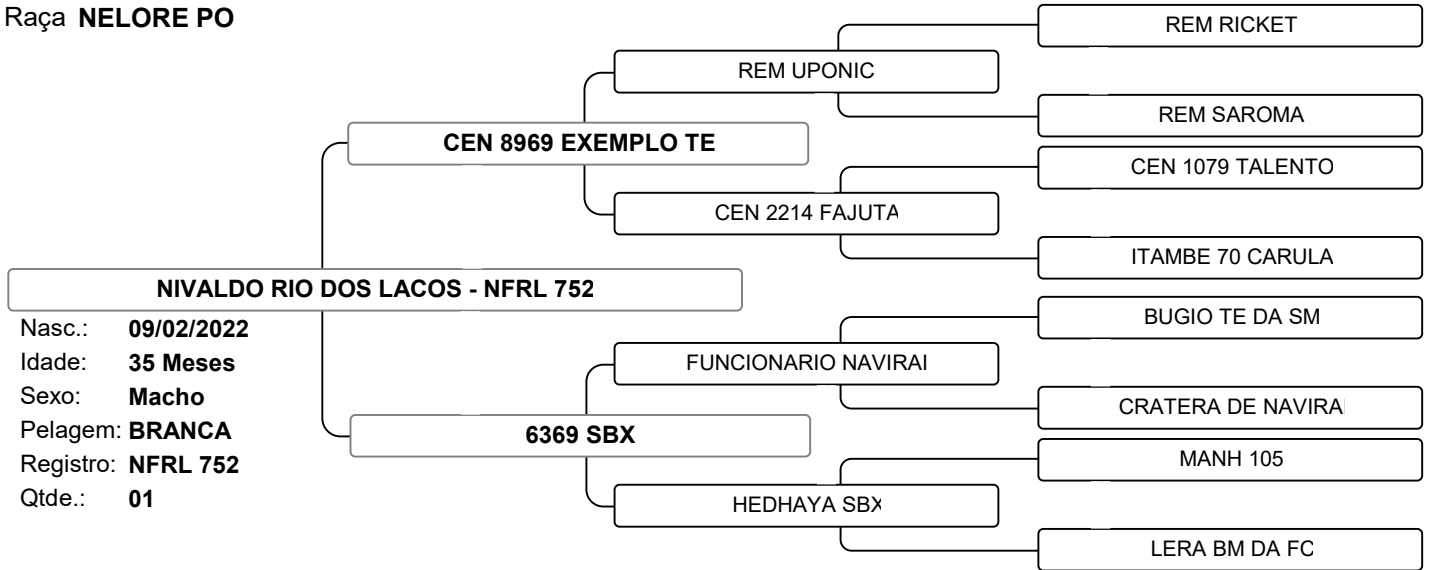 Raça NELORE PO
REM RICKET
REM UPONIC
REM SAROMA
CEN 8969 EXEMPLO TE
CEN 1079 TALENTO
CEN 2214 FAJUTA
ITAMBE 70 CARULA
NIVALDO RIO DOS LACOS - NFRL 752
BUGIO TE DA SM
FUNCIONARIO NAVIRAI
CRATERA DE NAVIRAI
6369 SBX
MANH 105
HEDHAYA SBX
LERA BM DA FC
Nasc.: 09/02/2022
Idade: 35 Meses
Sexo: Macho
Pelagem: BRANCA
Registro: NFRL 752
Qtde.: 01